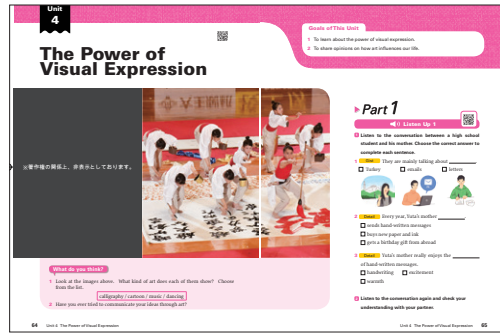 Unit
4
The Power of
Visual Expression
Goals of This Unit
1 To learn about the power of visual expression.
2 To share opinions on how art influences our life.
※著作権の関係上、非表示としております。
What do you think?
1 Look at the images above. What kind of art does each of them show? Choose
from the list.
calligraphy / cartoon / music / dancing
2 Have you ever tried to communicate your ideas through art?
64 Unit 4 The Power of Visual Expression
Part 1
Listen Up 1
Listen to the conversation between a high school
student and his mother. Choose the correct answer to
complete each sentence.
1 Gist They are mainly talking about
Turkey emails letters
2 Detail Every year, Yuta's mother
sends hand-written messages
buys new paper and ink
gets a birthday gift from abroad
3 Detail Yuta's mother really enjoys the
of hand-written messages.
handwriting excitement
warmth
Listen to the conversation again and check your
understanding with your partner.
Unit 4 The Power of Visual Expression 65